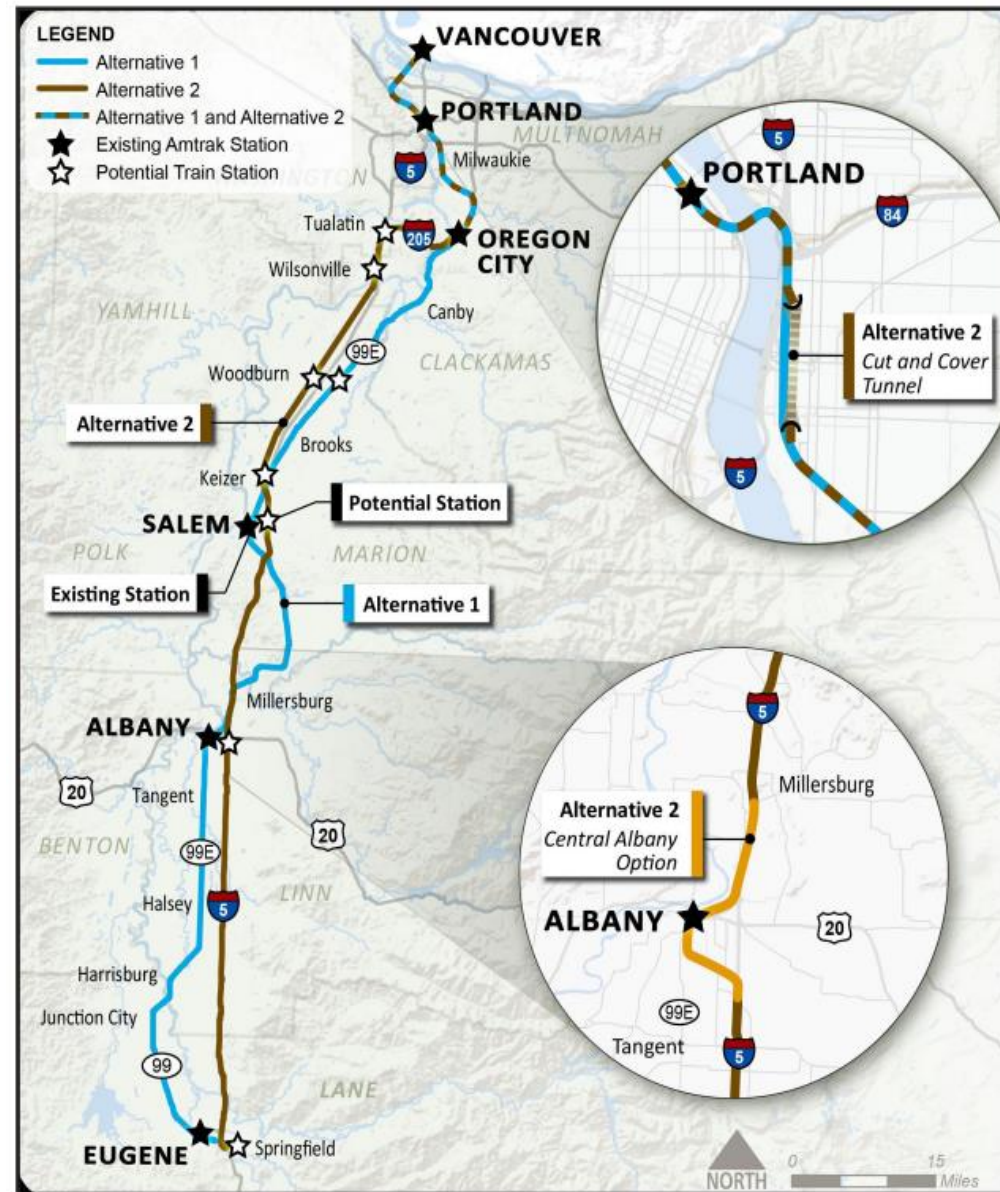 LEGEND
Alternative 1
Alternative 2
Alternative 1 and Alternative 2
Existing Amtrak Station
Potential Train Station
VANCOUVER
PORTLAND
MULTNOMAH
5
Milwaukie
Tualatin
205
OREGON
CITY
Wilsonville
YAMHILL
Canby
99E
CLACKAMAS
Woodburn
Alternative 2
Brooks
Keizer
Potential Station
SALEM
POLK
MARION
Existing Station
Alternative 1
Millersburg
ALBANY
20
Tangent
20
BENTON
99E
LINN
Halsey
5
Harrisburg
Junction City
99
LANE
EUGENE
Springfield
5
PORTLAND
84
Alternative 2
Cut and Cover
Tunnel
5
5
Millersburg
Alternative 2
Central Albany
Option
ALBANY
20
99E
Tangent
5
NORTH
0 15
Miles